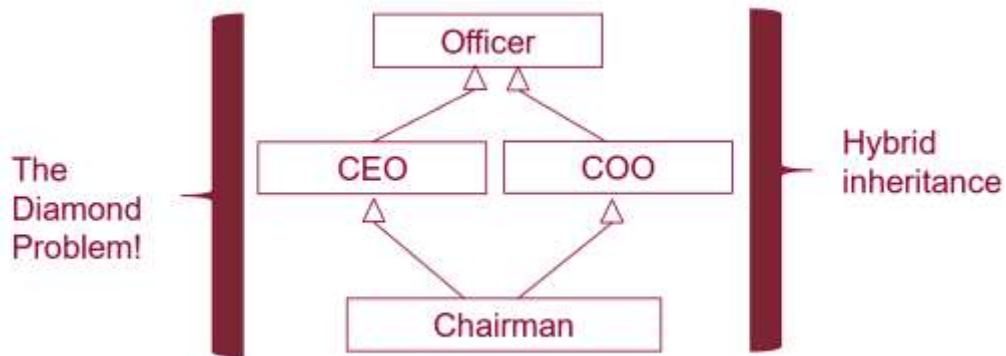 Officer
The
Diamond
Problem!
CEO
COO
Hybrid
inheritance
Chairman